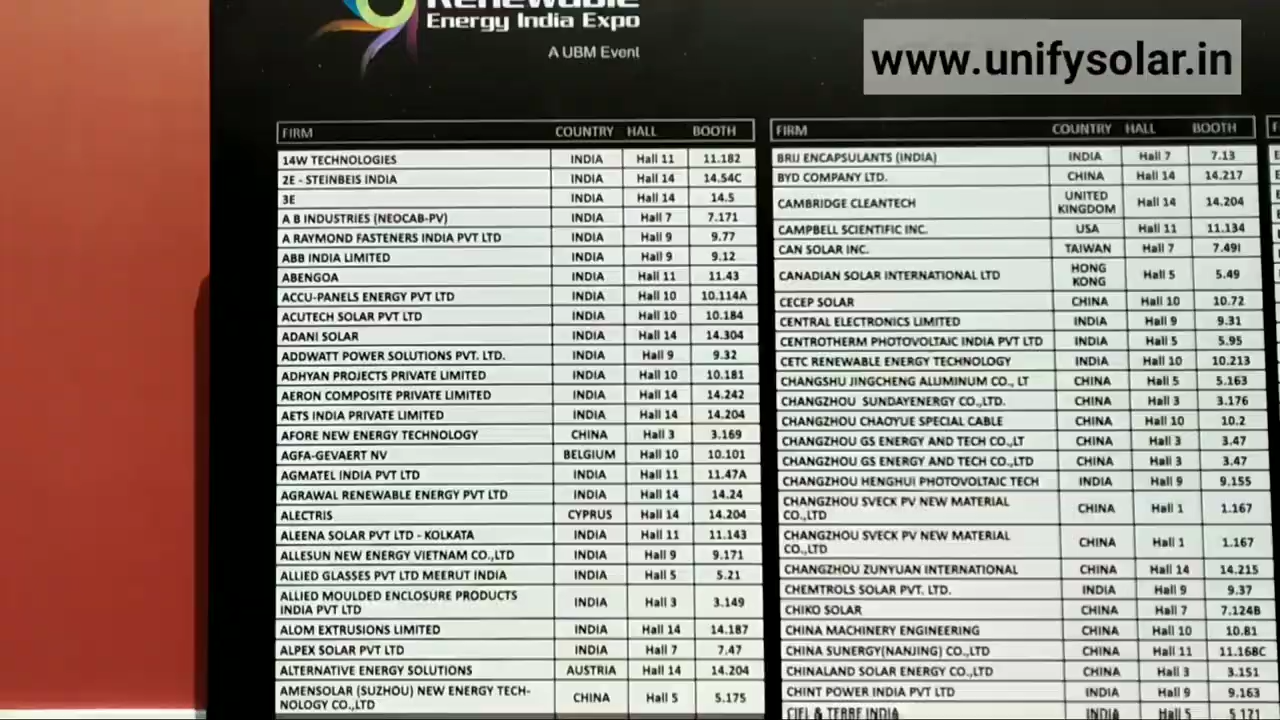 Renewable
Energy India Expo
A UBM Event
www.unifysolar.in
FIRM COUNTRY HALL BOOTH
14W TECHNOLOGIES INDIA Hall 11 11.182
2E - STEINBEIS INDIA INDIA Hall 14 14.54C
3E INDIA Hall 14 14.5
A B INDUSTRIES (NEOCAB-PV) INDIA Hall 7 7.171
A RAYMOND FASTENERS INDIA PVT LTD INDIA Hall 9 9.77
ABB INDIA LIMITED INDIA Hall 9 9.12
ABENGOA INDIA Hall 11 11.43
ACCU-PANELS ENERGY PVT LTD INDIA Hall 10 10.114A
ACUTECH SOLAR PVT LTD INDIA Hall 10 10.184
ADANI SOLAR INDIA Hall 14 14.304
ADDWATT POWER SOLUTIONS PVT. LTD. INDIA Hall 9 9.32
ADHYAN PROJECTS PRIVATE LIMITED INDIA Hall 10 10.181
AERON COMPOSITE PRIVATE LIMITED INDIA Hall 14 14.242
AETS INDIA PRIVATE LIMITED INDIA Hall 14 14.204
AFORE NEW ENERGY TECHNOLOGY CHINA Hall 3 3.169
AGFA-GEVAERT NV BELGIUM Hall 10 10.101
AGMATEL INDIA PVT LTD INDIA Hall 11 11.47A
AGRAWAL RENEWABLE ENERGY PVT LTD INDIA Hall 14 14.24
ALECTRIS CYPRUS Hall 14 14.204
ALEENA SOLAR PVT LTD - KOLKATA INDIA Hall 11 11.143
ALLESUN NEW ENERGY VIETNAM CO.,LTD INDIA Hall 9 9.171
ALLIED GLASSES PVT LTD MEERUT INDIA INDIA Hall 5 5.21
ALLIED MOULDED ENCLOSURE PRODUCTS
INDIA PVT LTD INDIA Hall 3 3.149
ALOM EXTRUSIONS LIMITED INDIA Hall 14 14.187
ALPEX SOLAR PVT LTD INDIA Hall 7 7.47
ALTERNATIVE ENERGY SOLUTIONS AUSTRIA Hall 14 14.204
AMENSOLAR (SUZHOU) NEW ENERGY TECH-
NOLOGY CO.,LTD CHINA Hall 5 5.175
FIRM COUNTRY HALL BOOTH
BRIJ ENCAPSULANTS (INDIA) INDIA Hall 7 7.13
BYD COMPANY LTD. CHINA Hall 14 14.217
CAMBRIDGE CLEANTECH UNITED
KINGDOM Hall 14 14.204
CAMPBELL SCIENTIFIC INC. USA Hall 11 11.134
CAN SOLAR INC. TAIWAN Hall 7 7.49I
CANADIAN SOLAR INTERNATIONAL LTD HONG
KONG Hall 5 5.49
CECEP SOLAR CHINA Hall 10 10.72
CENTRAL ELECTRONICS LIMITED INDIA Hall 9 9.31
CENTROTHERM PHOTOVOLTAIC INDIA PVT LTD INDIA Hall 5 5.95
CETC RENEWABLE ENERGY TECHNOLOGY INDIA Hall 10 10.213
CHANGSHU JINGCHENG ALUMINUM CO., LT CHINA Hall 5 5.163
CHANGZHOU SUNDAYENERGY CO.,LTD. CHINA Hall 3 3.176
CHANGZHOU CHAOYUE SPECIAL CABLE CHINA Hall 10 10.2
CHANGZHOU GS ENERGY AND TECH CO.,LT CHINA Hall 3 3.47
CHANGZHOU GS ENERGY AND TECH CO.,LTD CHINA Hall 3 3.47
CHANGZHOU HENGHUI PHOTOVOLTAIC TECH INDIA Hall 9 9.155
CHANGZHOU SVECK PV NEW MATERIAL
CO.,LTD CHINA Hall 1 1.167
CHANGZHOU SVECK PV NEW MATERIAL
CO.,LTD CHINA Hall 1 1.167
CHANGZHOU ZUNYUAN INTERNATIONAL CHINA Hall 14 14.215
CHEMTROLS SOLAR PVT. LTD. INDIA Hall 9 9.37
CHIKO SOLAR CHINA Hall 7 7.124B
CHINA MACHINERY ENGINEERING CHINA Hall 10 10.81
CHINA SUNERGY(NANJING) CO.,LTD CHINA Hall 11 11.168C
CHINALAND SOLAR ENERGY CO.,LTD CHINA Hall 3 3.151
CHINT POWER INDIA PVT LTD INDIA Hall 9 9.163
CIEL & TERRE INDIA INDIA Hall 5 5.171